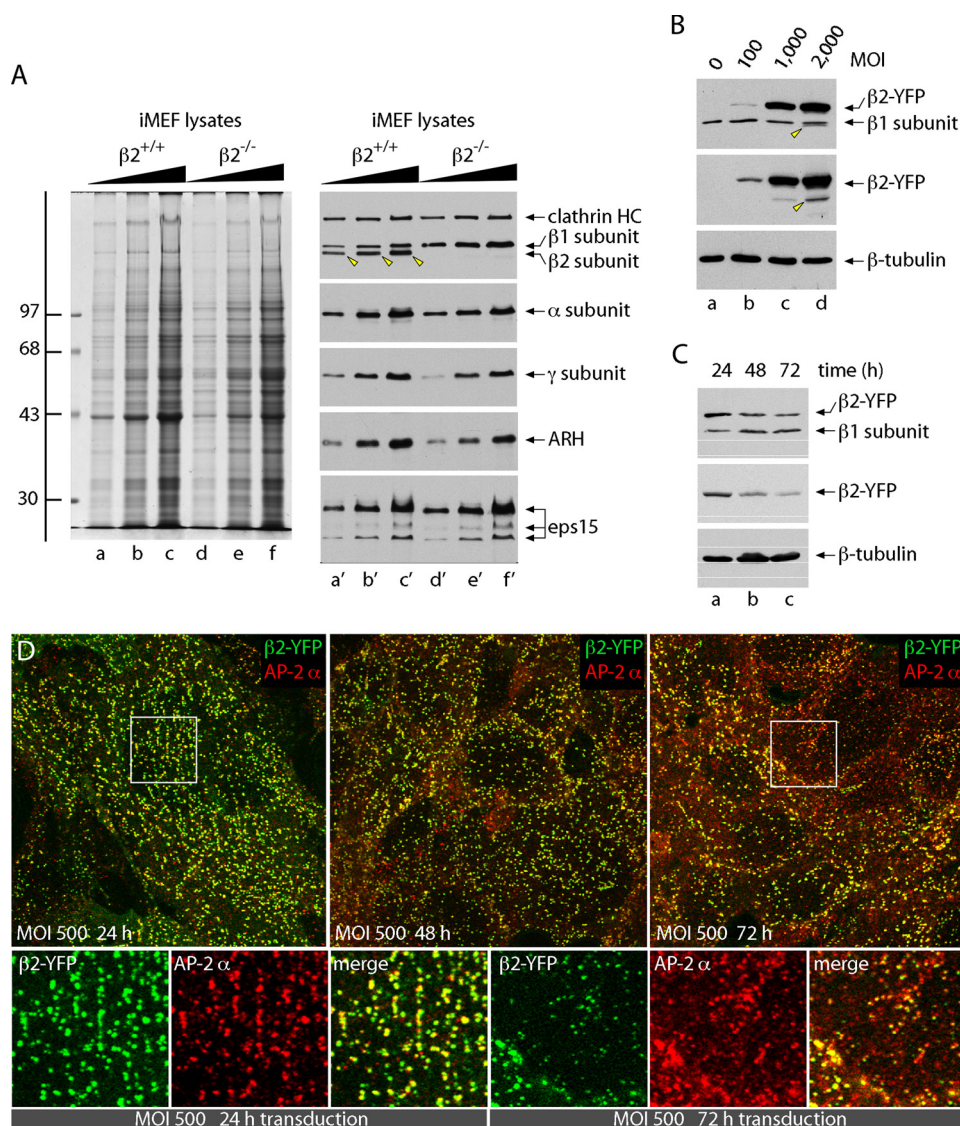 A
iMEF lysates
β2+/+ β2-/-
97
68
43
30
a b c d e f
iMEF lysates
β2+/+ β2-/-
clathrin HC
β1 subunit
β2 subunit
α subunit
γ subunit
ARH
eps15
a′ b′ c′ d′ e′ f′
B
0 100 1,000 2,000 MOI
β2-YFP
β1 subunit
β2-YFP
β-tubulin
a b c d
C
24 48 72 time (h)
β2-YFP
β1 subunit
β2-YFP
β-tubulin
a b c
D
β2-YFP
AP-2 α
MOI 500 24 h
MOI 500 48 h
β2-YFP
AP-2 α
MOI 500 72 h
β2-YFP AP-2 α merge
β2-YFP AP-2 α merge
MOI 500 24 h transduction
MOI 500 72 h transduction